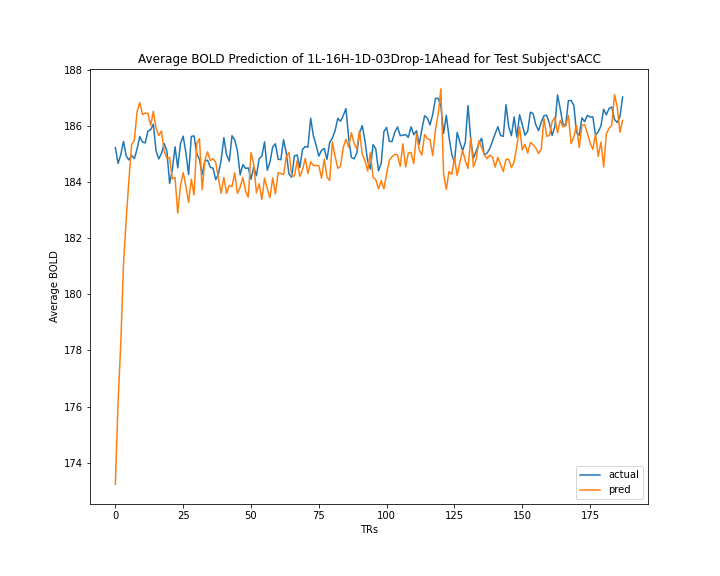 Average BOLD Prediction of 1L-16H-1D-03Drop-1Ahead for Test Subject'sACC
188
186
184
182
180
178
176
174
Average BOLD
0 25 50 75 100 125 150 175
TRs
actual
pred